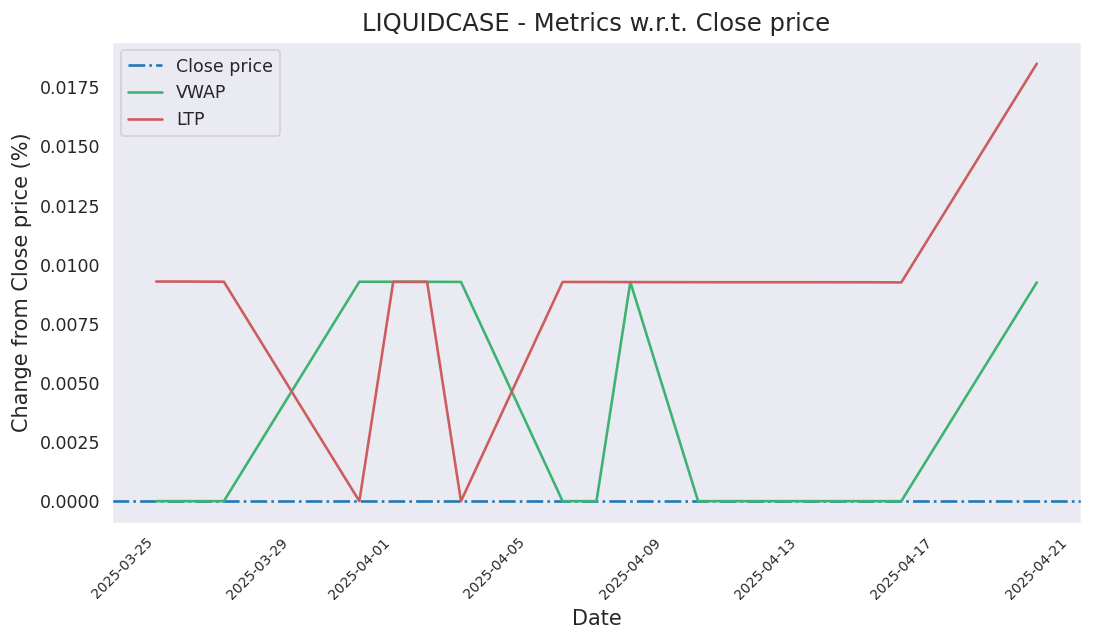 LIQUIDCASE - Metrics w.r.t. Close price
Close price
VWAP
LTP
Change from Close price (%)
0.0175
0.0150
0.0125
0.0100
0.0075
0.0050
0.0025
0.0000
2025-03-25
2025-03-29
2025-04-01
2025-04-05
2025-04-09
2025-04-13
2025-04-17
2025-04-21
Date